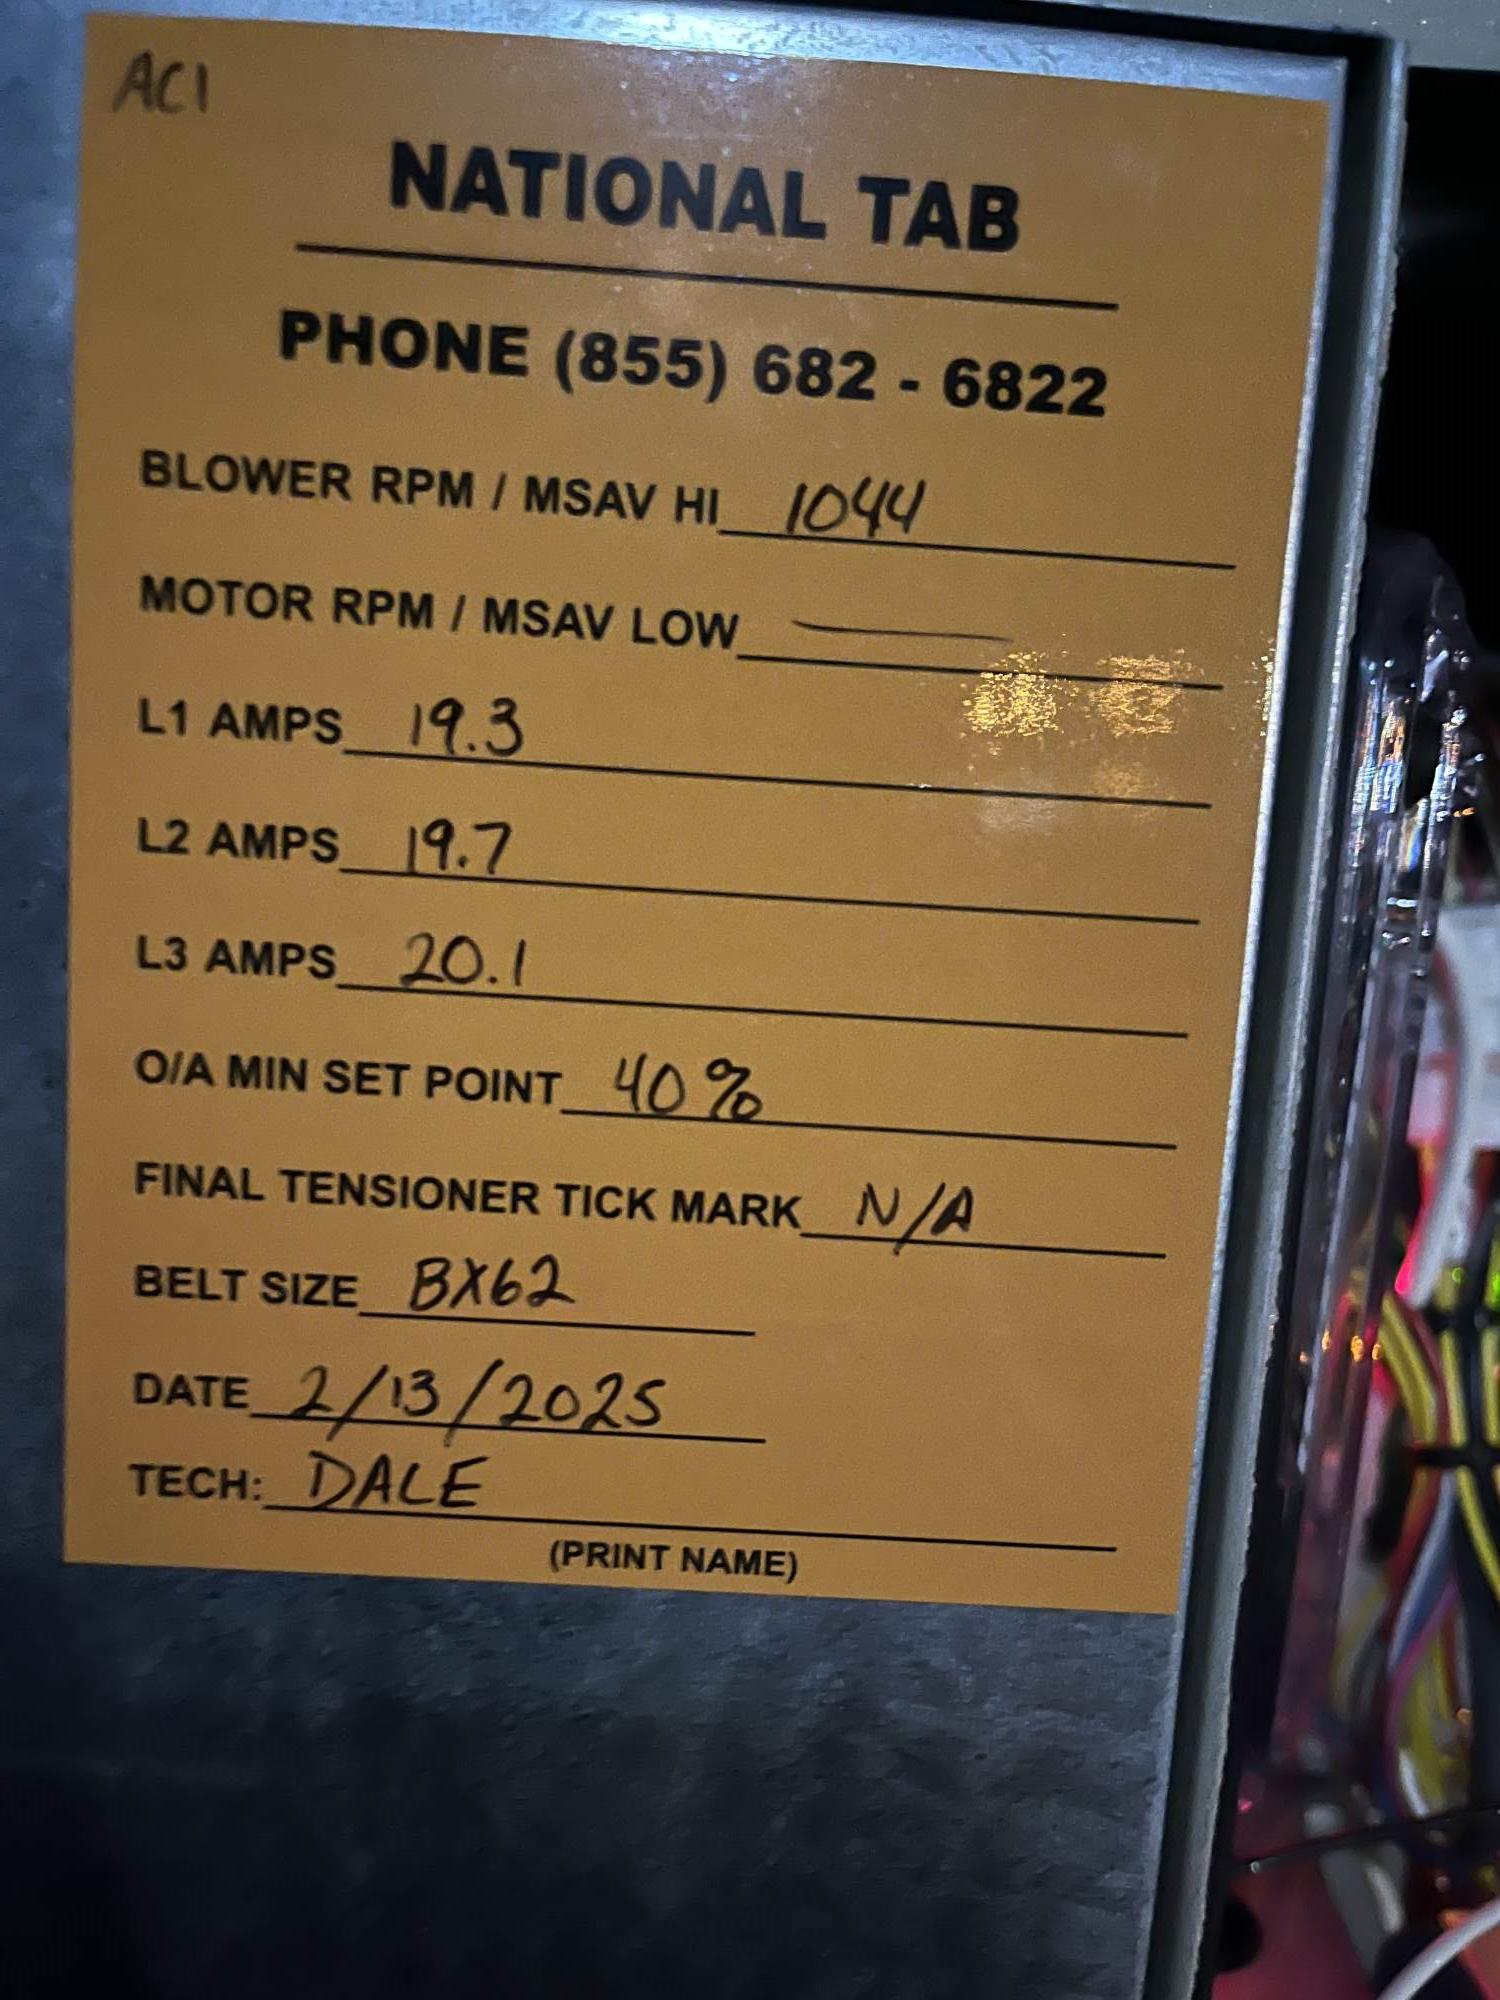 AC1
NATIONAL TAB
PHONE (855) 682 - 6822
BLOWER RPM / MSAV HI 1044
MOTOR RPM / MSAV LOW —
L1 AMPS 19.3
L2 AMPS 19.7
L3 AMPS 20.1
O/A MIN SET POINT 40%
FINAL TENSIONER TICK MARK N/A
BELT SIZE BX62
DATE 2/13/2025
TECH: DALE
(PRINT NAME)